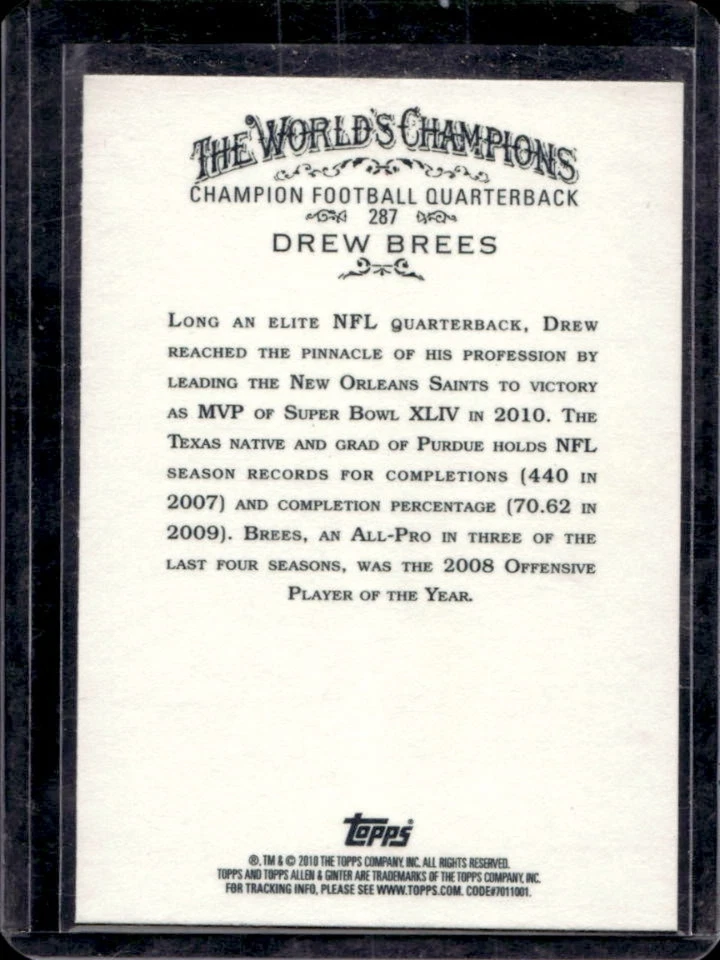 THE WORLD'S CHAMPIONS
CHAMPION FOOTBALL QUARTERBACK
287
DREW BREES
LONG AN ELITE NFL QUARTERBACK, DREW
REACHED THE PINNACLE OF HIS PROFESSION BY
LEADING THE NEW ORLEANS SAINTS TO VICTORY
AS MVP OF SUPER BOWL XLIV IN 2010. THE
TEXAS NATIVE AND GRAD OF PURDUE HOLDS NFL
SEASON RECORDS FOR COMPLETIONS (440 IN
2007) AND COMPLETION PERCENTAGE (70.62 IN
2009). BREES, AN ALL-PRO IN THREE OF THE
LAST FOUR SEASONS, WAS THE 2008 OFFENSIVE
PLAYER OF THE YEAR.
TOPPS®
®, TM & © 2010 THE TOPPS COMPANY, INC. ALL RIGHTS RESERVED.
TOPPS AND TOPPS ALLEN & GINTER ARE TRADEMARKS OF THE TOPPS COMPANY, INC.
FOR TRACKING INFO, PLEASE SEE WWW.TOPPS.COM. CODE#7011001.